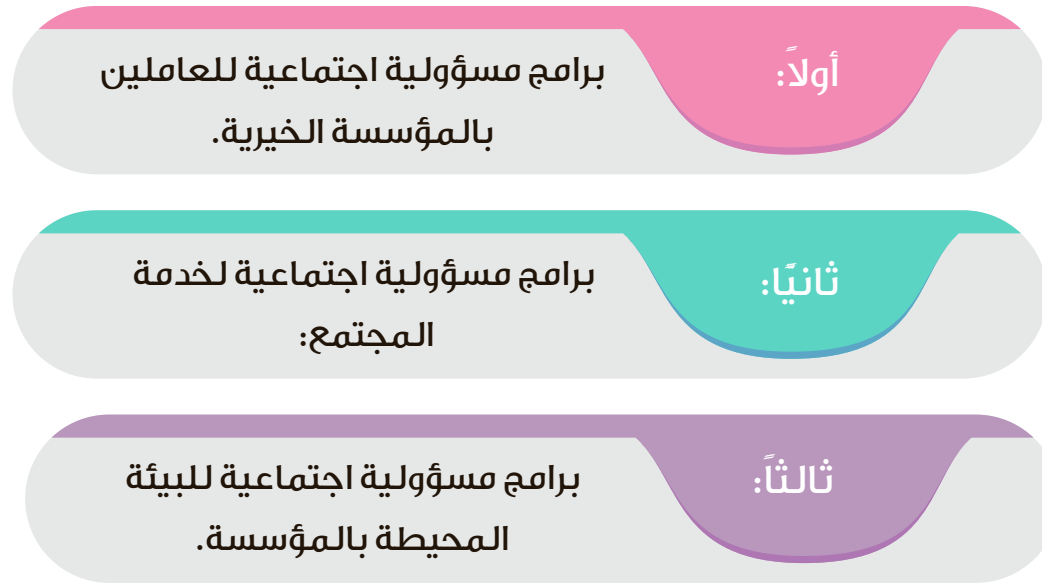 أولاً:
برامج مسؤولية اجتماعية للعاملين
بالمؤسسة الخيرية.
ثانيًا:
برامج مسؤولية اجتماعية لخدمة
المجتمع:
ثالثاً:
برامج مسؤولية اجتماعية للبيئة
المحيطة بالمؤسسة.